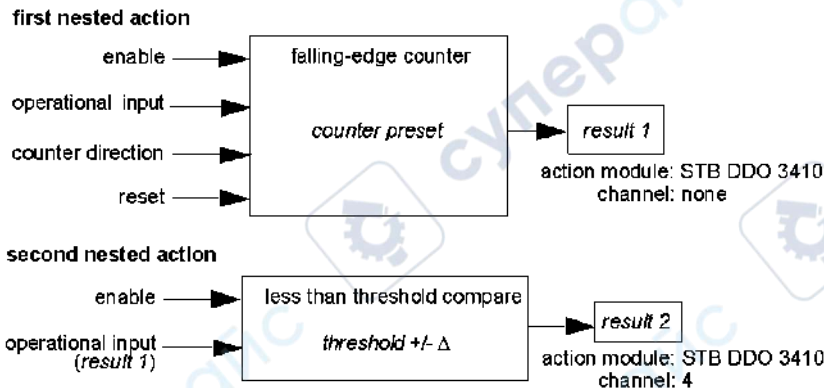 first nested action
enable
falling-edge counter
operational input
counter preset
result 1
counter direction
action module: STB DDO 3410
channel: none
reset
second nested action
enable
less than threshold compare
result 2
operational input
(result 1)
threshold +/- Δ
action module: STB DDO 3410
channel: 4
суперайс
айс